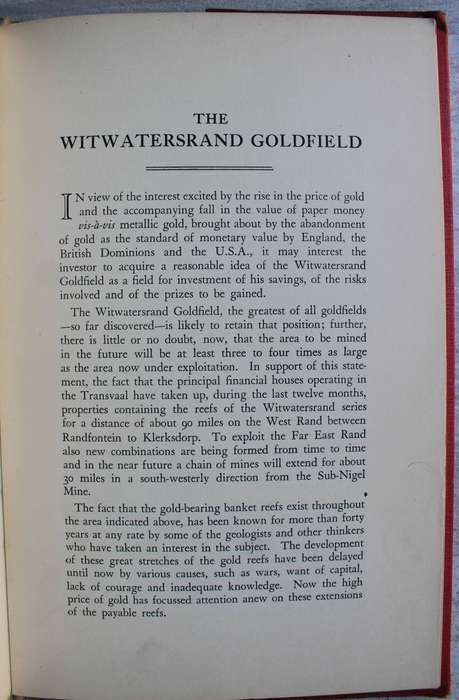 THE
WITWATERSRAND GOLDFIELD
IN view of the interest excited by the rise in the price of gold
and the accompanying fall in the value of paper money
vis-à-vis metallic gold, brought about by the abandonment
of gold as the standard of monetary value by England, the
British Dominions and the U.S.A., it may interest the
investor to acquire a reasonable idea of the Witwatersrand
Goldfield as a field for investment of his savings, of the risks
involved and of the prizes to be gained.
The Witwatersrand Goldfield, the greatest of all goldfields
—so far discovered—is likely to retain that position; further,
there is little or no doubt, now, that the area to be mined
in the future will be at least three to four times as large
as the area now under exploitation. In support of this state-
ment, the fact that the principal financial houses operating in
the Transvaal have taken up, during the last twelve months,
properties containing the reefs of the Witwatersrand series
for a distance of about 90 miles on the West Rand between
Randfontein to Klerksdorp. To exploit the Far East Rand
also new combinations are being formed from time to time
and in the near future a chain of mines will extend for about
30 miles in a south-westerly direction from the Sub-Nigel
Mine.
The fact that the gold-bearing banket reefs exist throughout
the area indicated above, has been known for more than forty
years at any rate by some of the geologists and other thinkers
who have taken an interest in the subject. The development
of these great stretches of the gold reefs have been delayed
until now by various causes, such as wars, want of capital,
lack of courage and inadequate knowledge. Now the high
price of gold has focussed attention anew on these extensions
of the payable reefs.